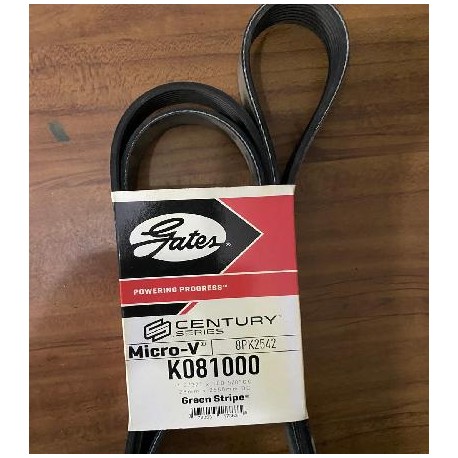 Gates®
POWERING PROGRESS™
CENTURY
SERIES
Micro-V® 8PK2542
K081000
Green Stripe®